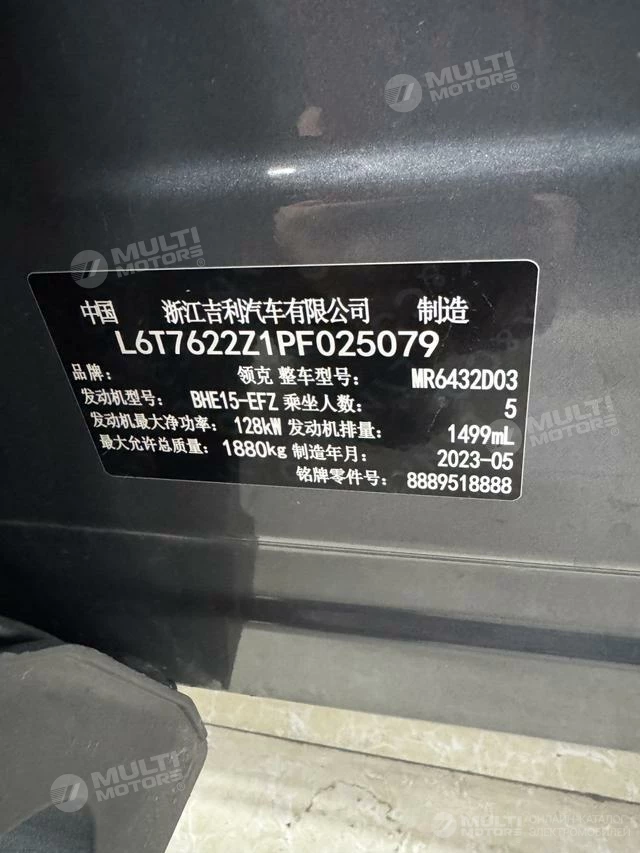 MULTI
MOTORS®
MULTI
MOTORS®
中国 浙江吉利汽车有限公司 制造
L6T7622Z1PF025079
品牌: 领克 整车型号: MR6432D03
发动机型号: BHE15-EFZ 乘坐人数: 5
发动机最大净功率: 128kW 发动机排量: 1499mL
最大允许总质量: 1880kg 制造年月: 2023-05
铭牌零件号: 8889518888
MULTI
MOTORS®
MULTI
MOTORS
ОНЛАЙН-КАТАЛОГ
ЭЛЕКТРОМОБИЛЕЙ